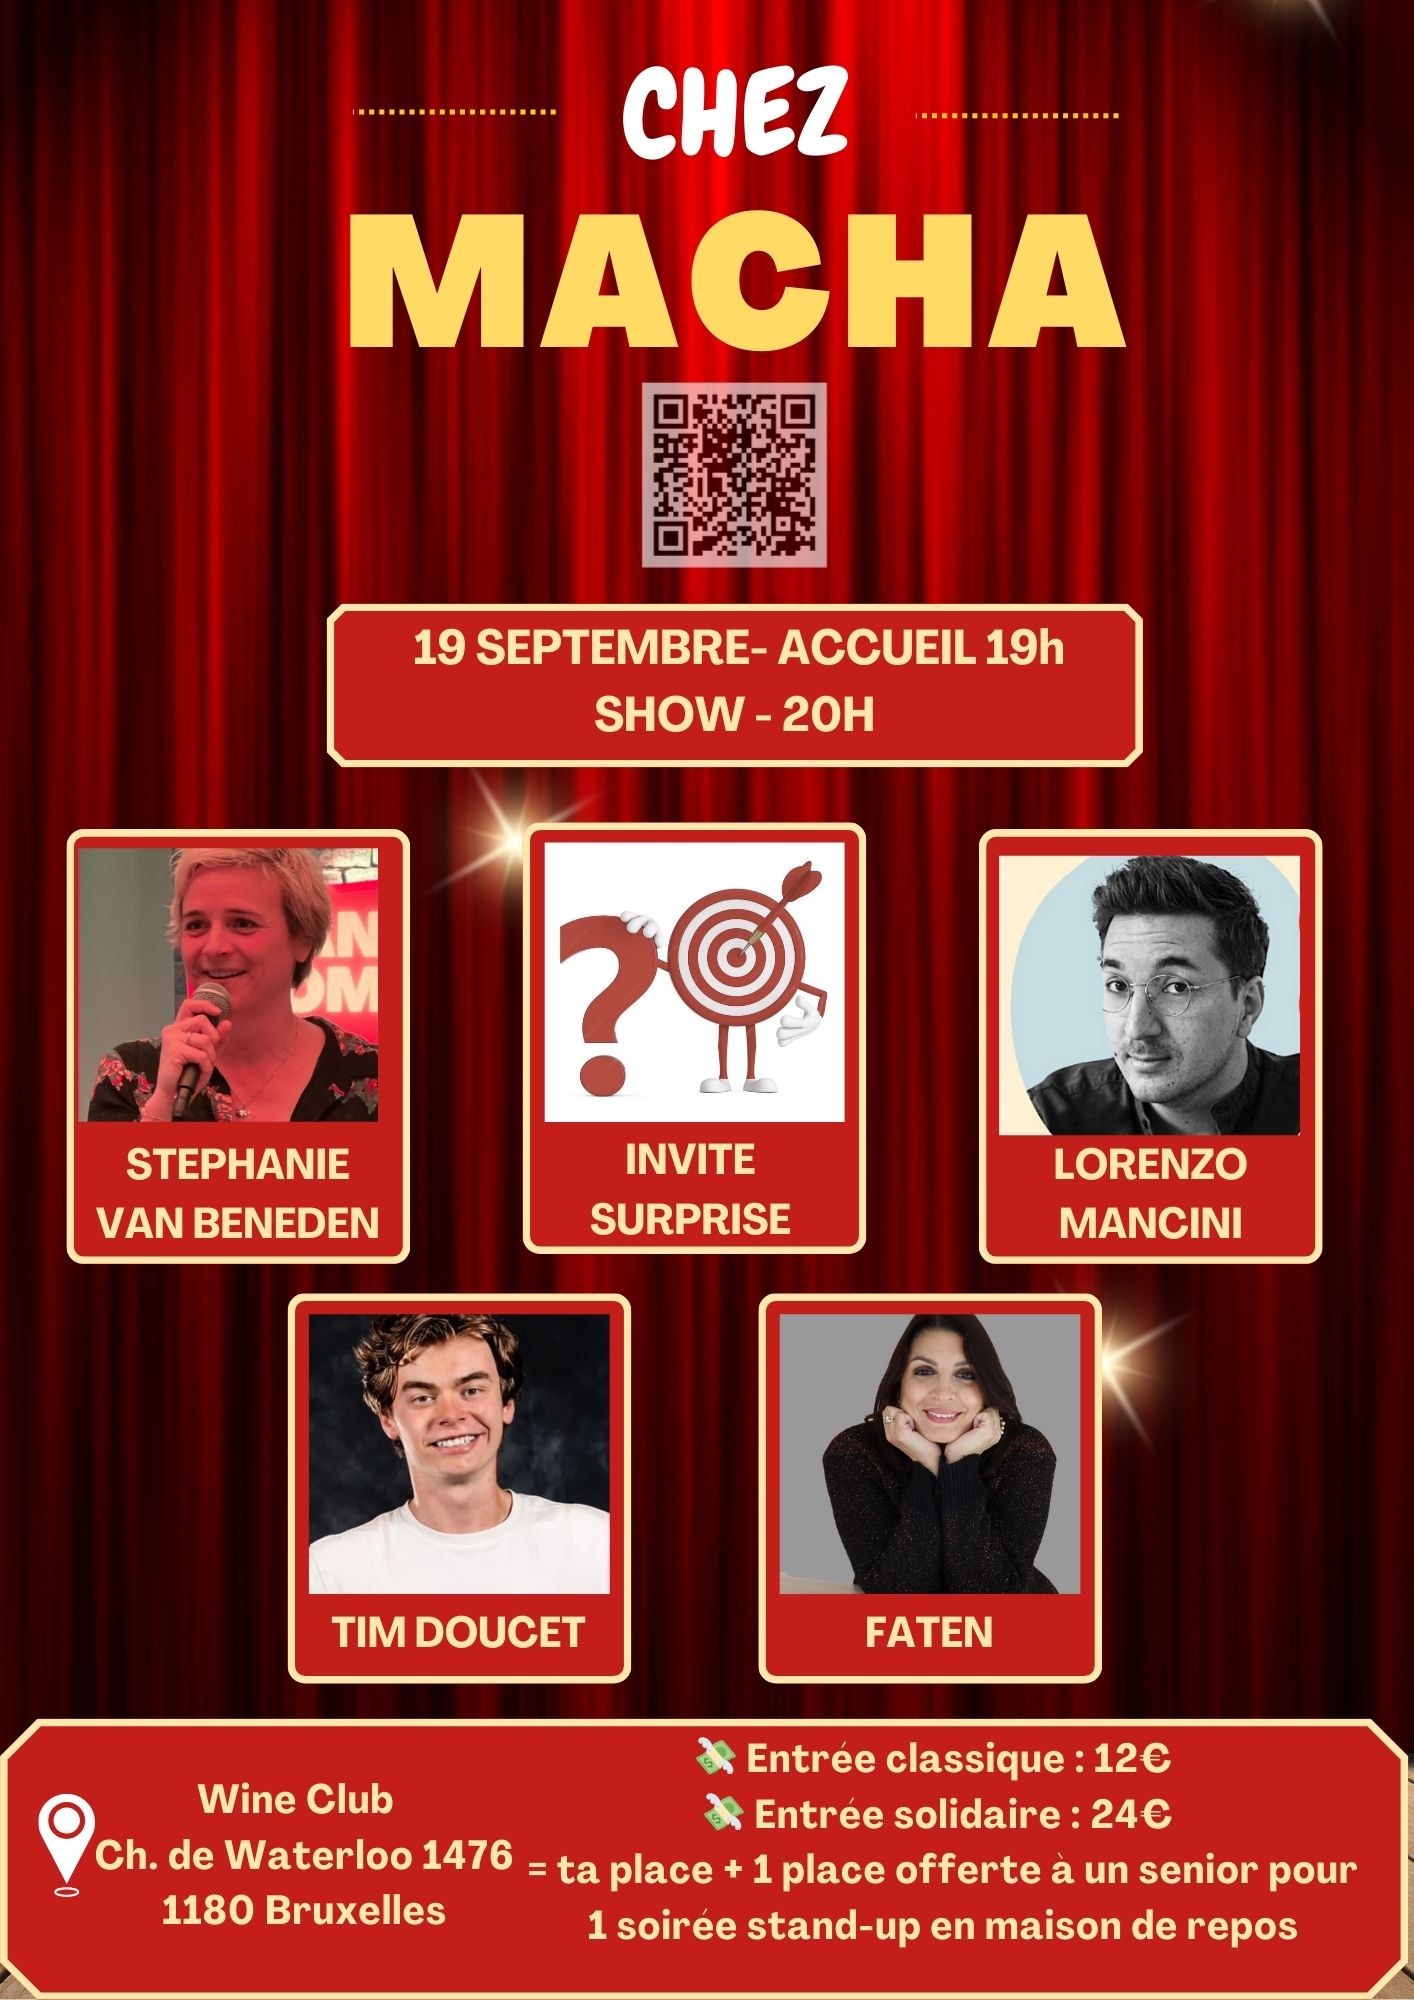 CHEZ
MACHA
19 SEPTEMBRE- ACCUEIL 19h
SHOW - 20H
AN
OM
STEPHANIE
VAN BENEDEN
INVITE
SURPRISE
LORENZO
MANCINI
TIM DOUCET
FATEN
Wine Club
Ch. de Waterloo 1476
1180 Bruxelles
💸 Entrée classique : 12€
💸 Entrée solidaire : 24€
= ta place + 1 place offerte à un senior pour
1 soirée stand-up en maison de repos